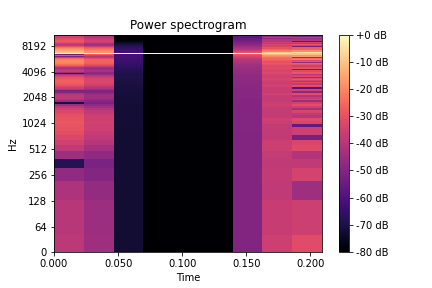 Power spectrogram
8192
4096
2048
1024
512
256
128
64
0
Hz
0.000 0.050 0.100 0.150 0.200
Time
+0 dB
-10 dB
-20 dB
-30 dB
-40 dB
-50 dB
-60 dB
-70 dB
-80 dB